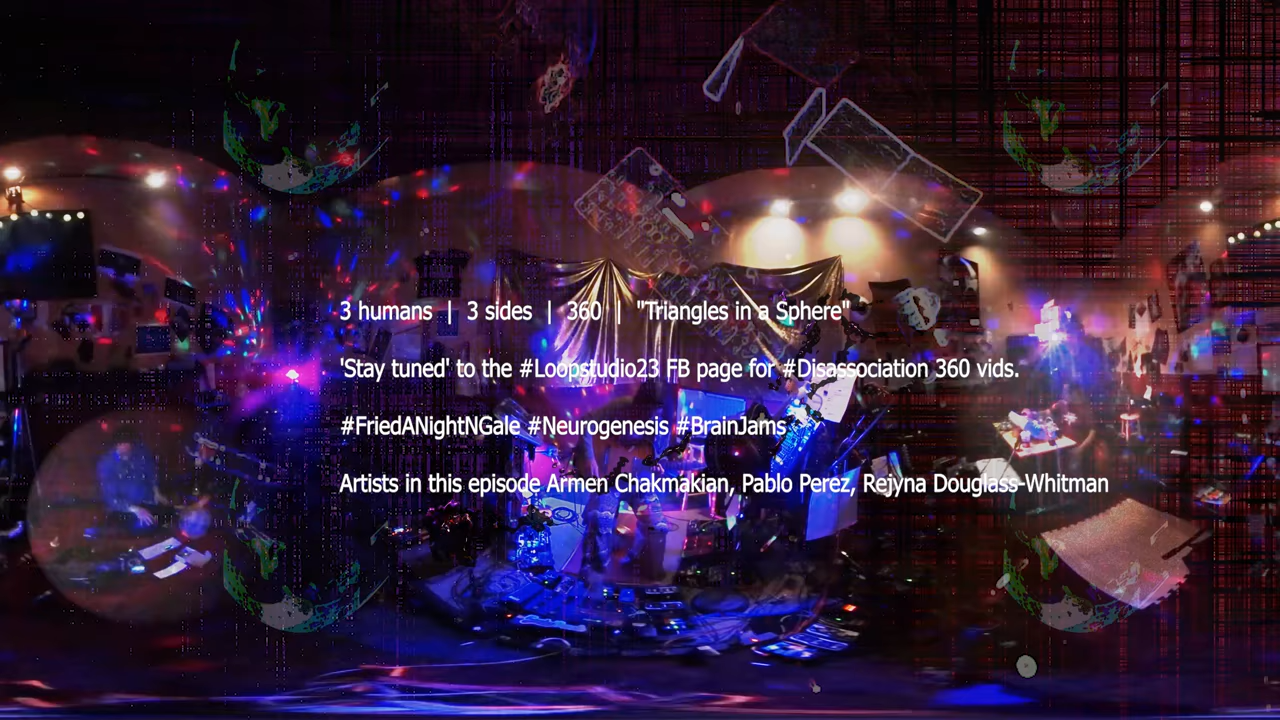 3 humans | 3 sides | 360 | "Triangles in a Sphere"
'Stay tuned' to the #Loopstudio23 FB page for #Disassociation 360 vids.
#FriedANightNGale #Neurogenesis #BrainJams
Artists in this episode Armen Chakmakian, Pablo Perez, Rejyna Douglass-Whitman